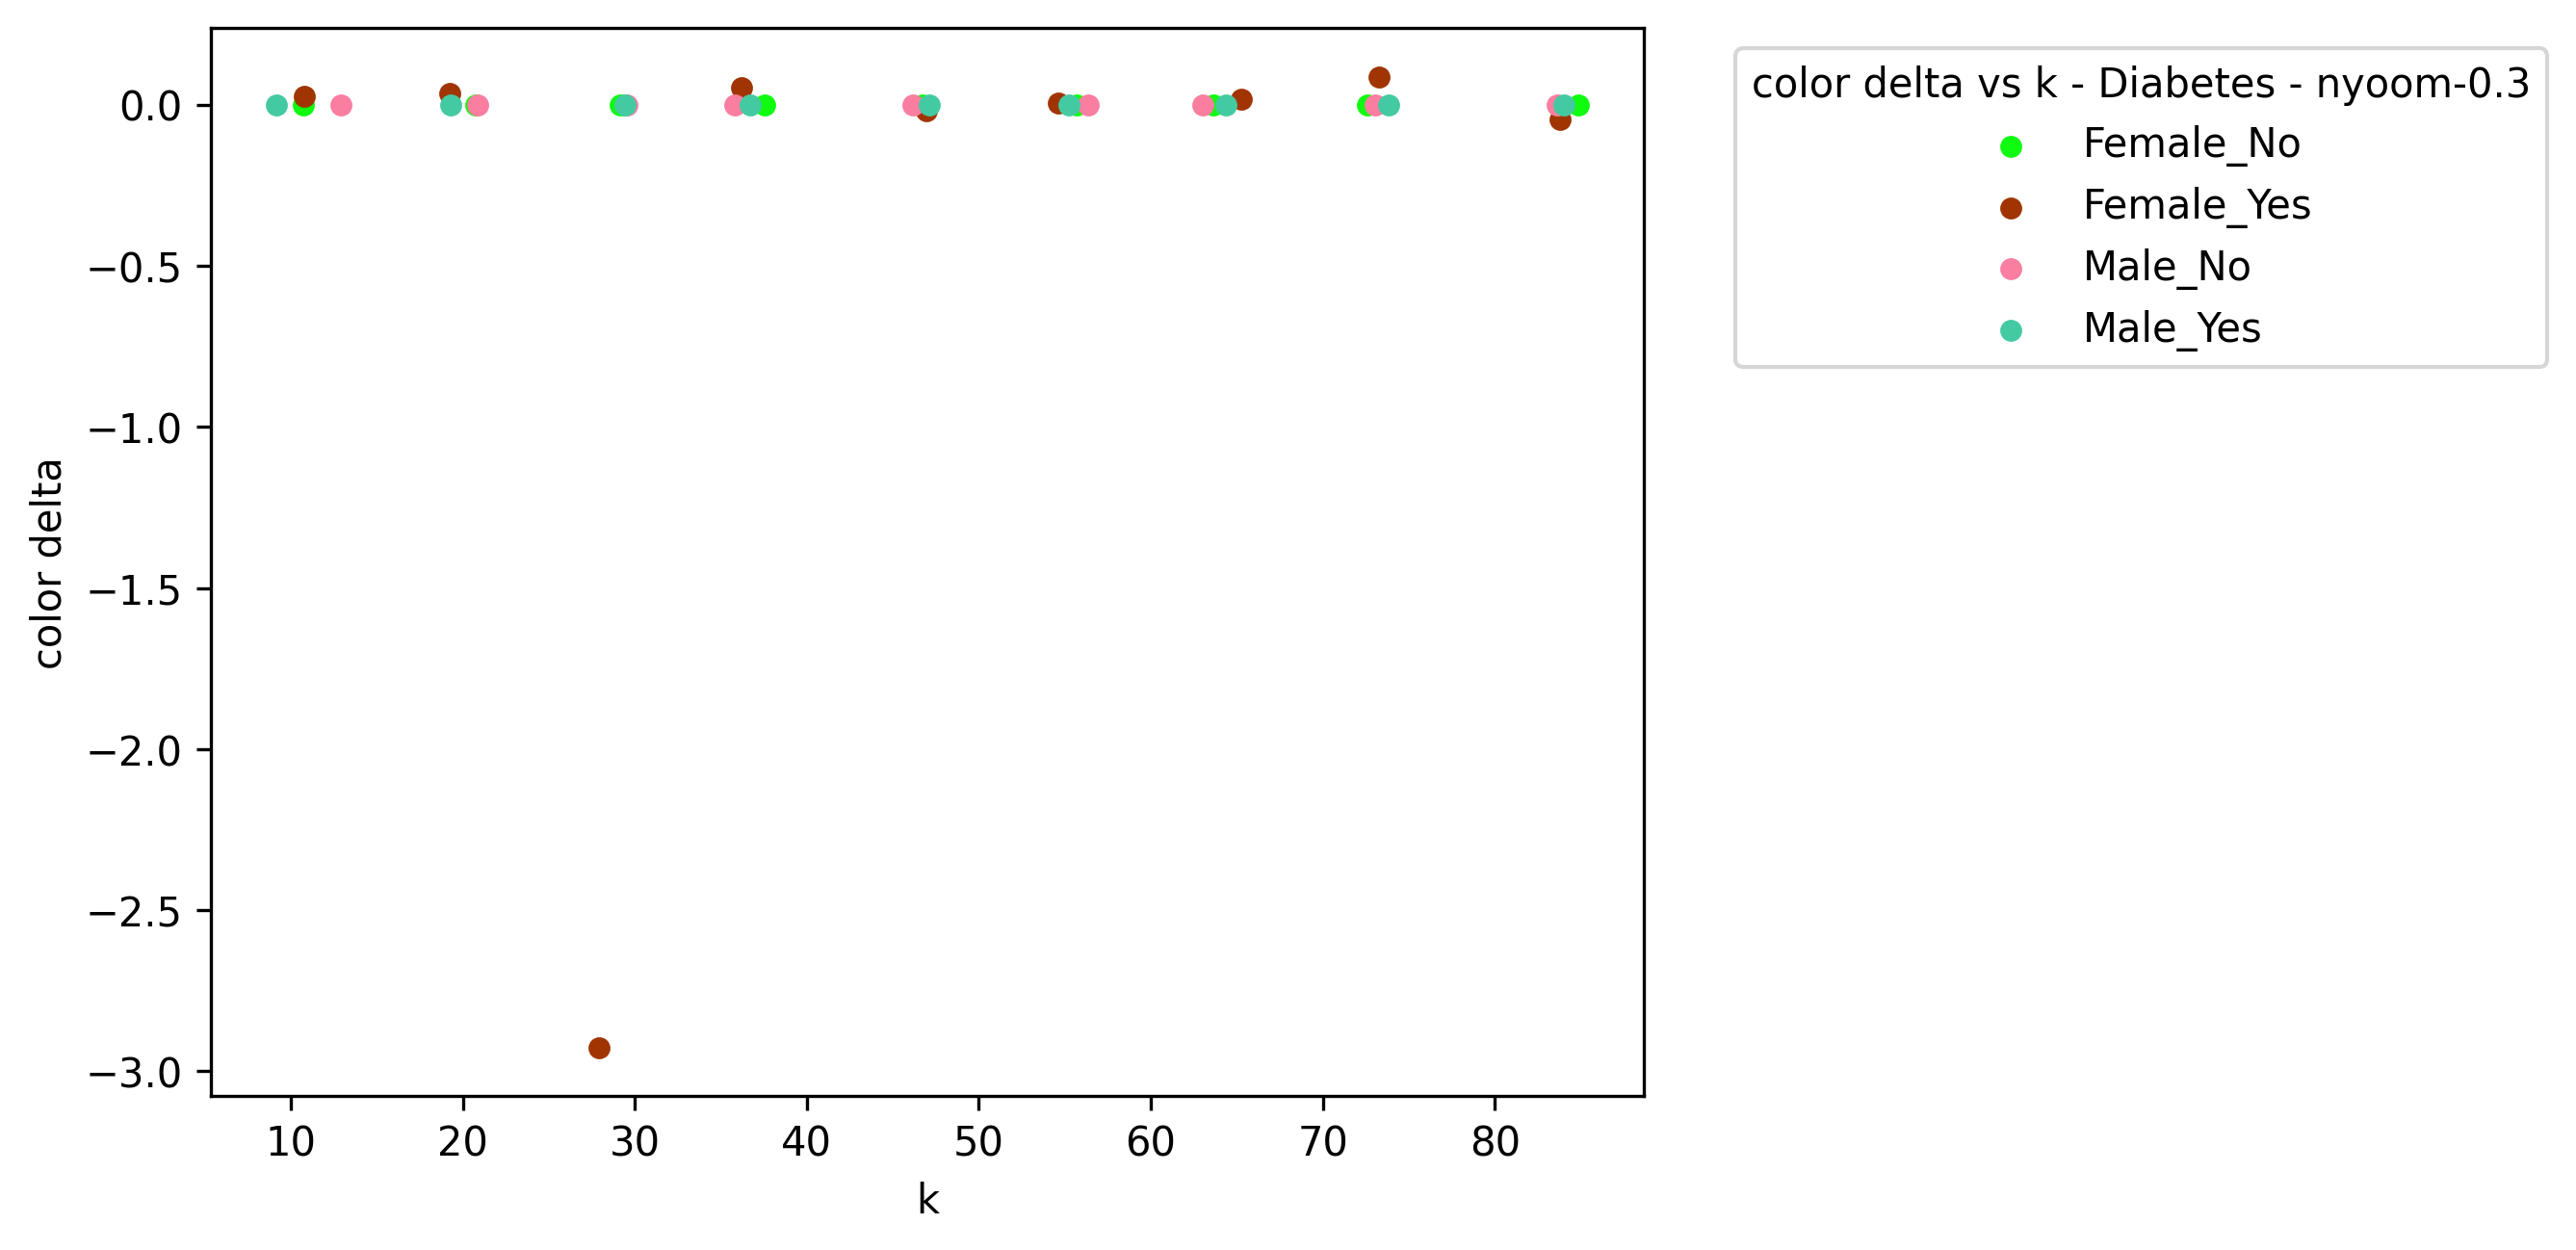 color delta vs k - Diabetes - nyoom-0.3
Female_No
Female_Yes
Male_No
Male_Yes
0.0
−0.5
−1.0
−1.5
−2.0
−2.5
−3.0
color delta
10 20 30 40 50 60 70 80
k